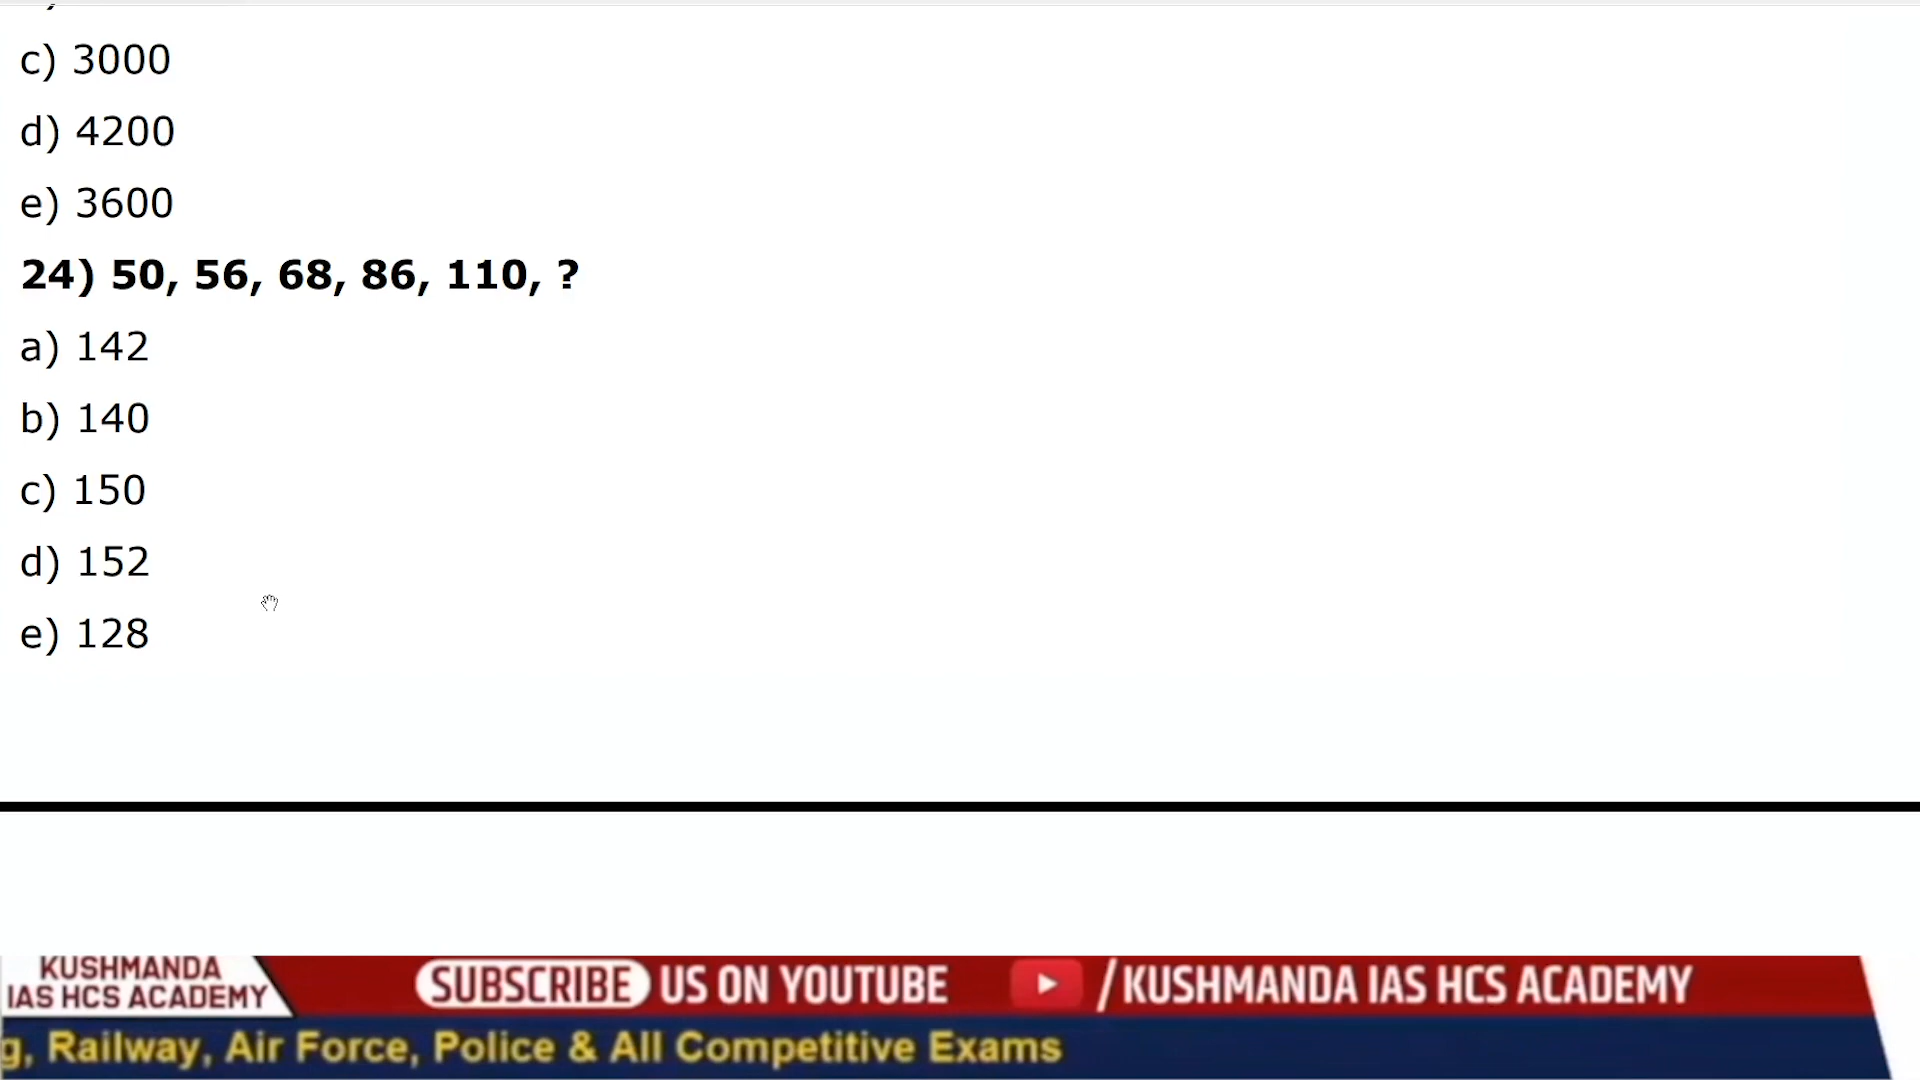 c) 3000
d) 4200
e) 3600
24) 50, 56, 68, 86, 110, ?
a) 142
b) 140
c) 150
d) 152
e) 128
KUSHMANDA
IAS HCS ACADEMY
SUBSCRIBE US ON YOUTUBE /KUSHMANDA IAS HCS ACADEMY
g, Railway, Air Force, Police & All Competitive Exams